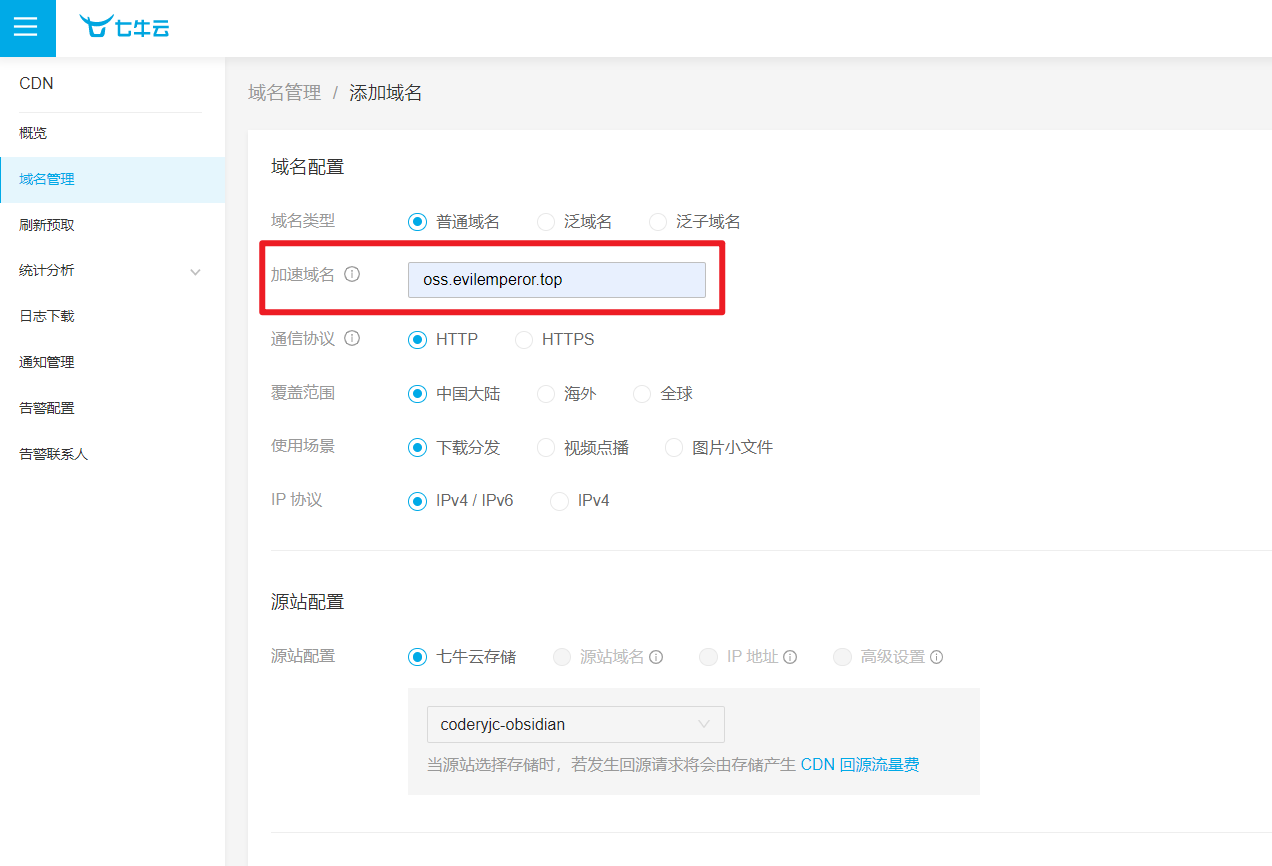 七牛云
CDN
概览
域名管理
刷新预取
统计分析
日志下载
通知管理
告警配置
告警联系人
域名管理 / 添加域名
域名配置
域名类型 普通域名 泛域名 泛子域名
加速域名 oss.evilemperor.top
通信协议 HTTP HTTPS
覆盖范围 中国大陆 海外 全球
使用场景 下载分发 视频点播 图片小文件
IP 协议 IPv4 / IPv6 IPv4
源站配置
源站配置 七牛云存储 源站域名 IP 地址 高级设置
coderyjc-obsidian
当源站选择存储时，若发生回源请求将会由存储产生 CDN 回源流量费